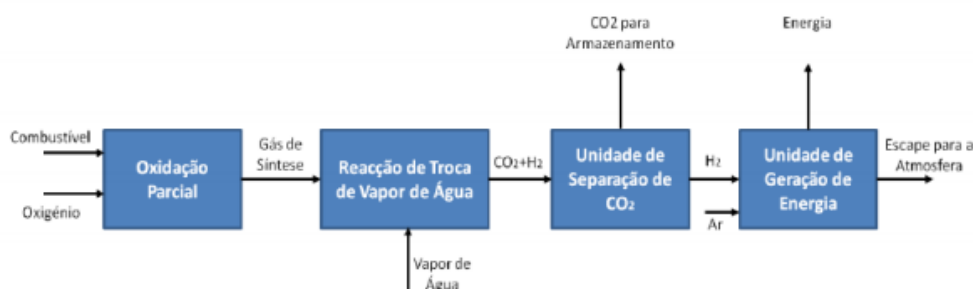 CO2 para
Armazenamento
Energia
Combustível
Oxigénio
Oxidação
Parcial
Gás de
Síntese
Reacção de Troca
de Vapor de Água
Vapor de
Água
CO₂+H₂
Unidade de
Separação de
CO₂
H₂
Ar
Unidade de
Geração de
Energia
Escape para a
Atmosfera